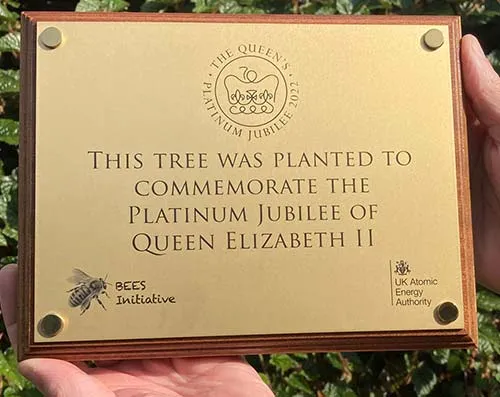 THE QUEEN'S
PLATINUM JUBILEE 2022
70
THIS TREE WAS PLANTED TO
COMMEMORATE THE
PLATINUM JUBILEE OF
QUEEN ELIZABETH II
BEES
Initiative
UK Atomic
Energy
Authority